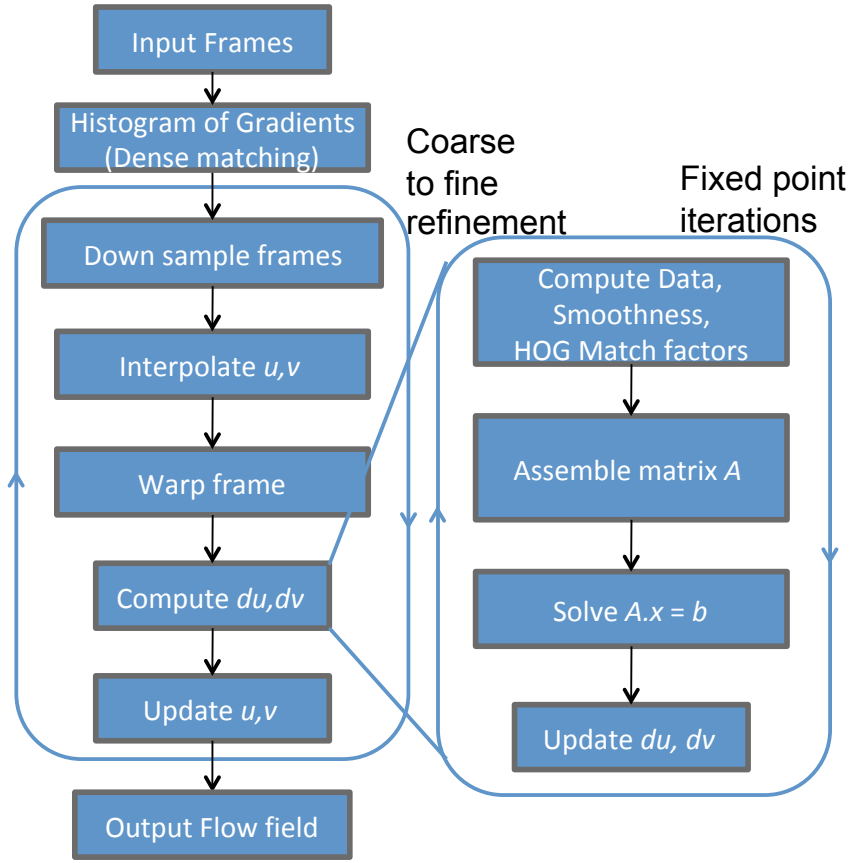 Input Frames
Histogram of Gradients
(Dense matching)
Down sample frames
Interpolate u,v
Warp frame
Compute du,dv
Update u,v
Output Flow field
Coarse
to fine
refinement
Fixed point
iterations
Compute Data,
Smoothness,
HOG Match factors
Assemble matrix A
Solve A.x = b
Update du, dv